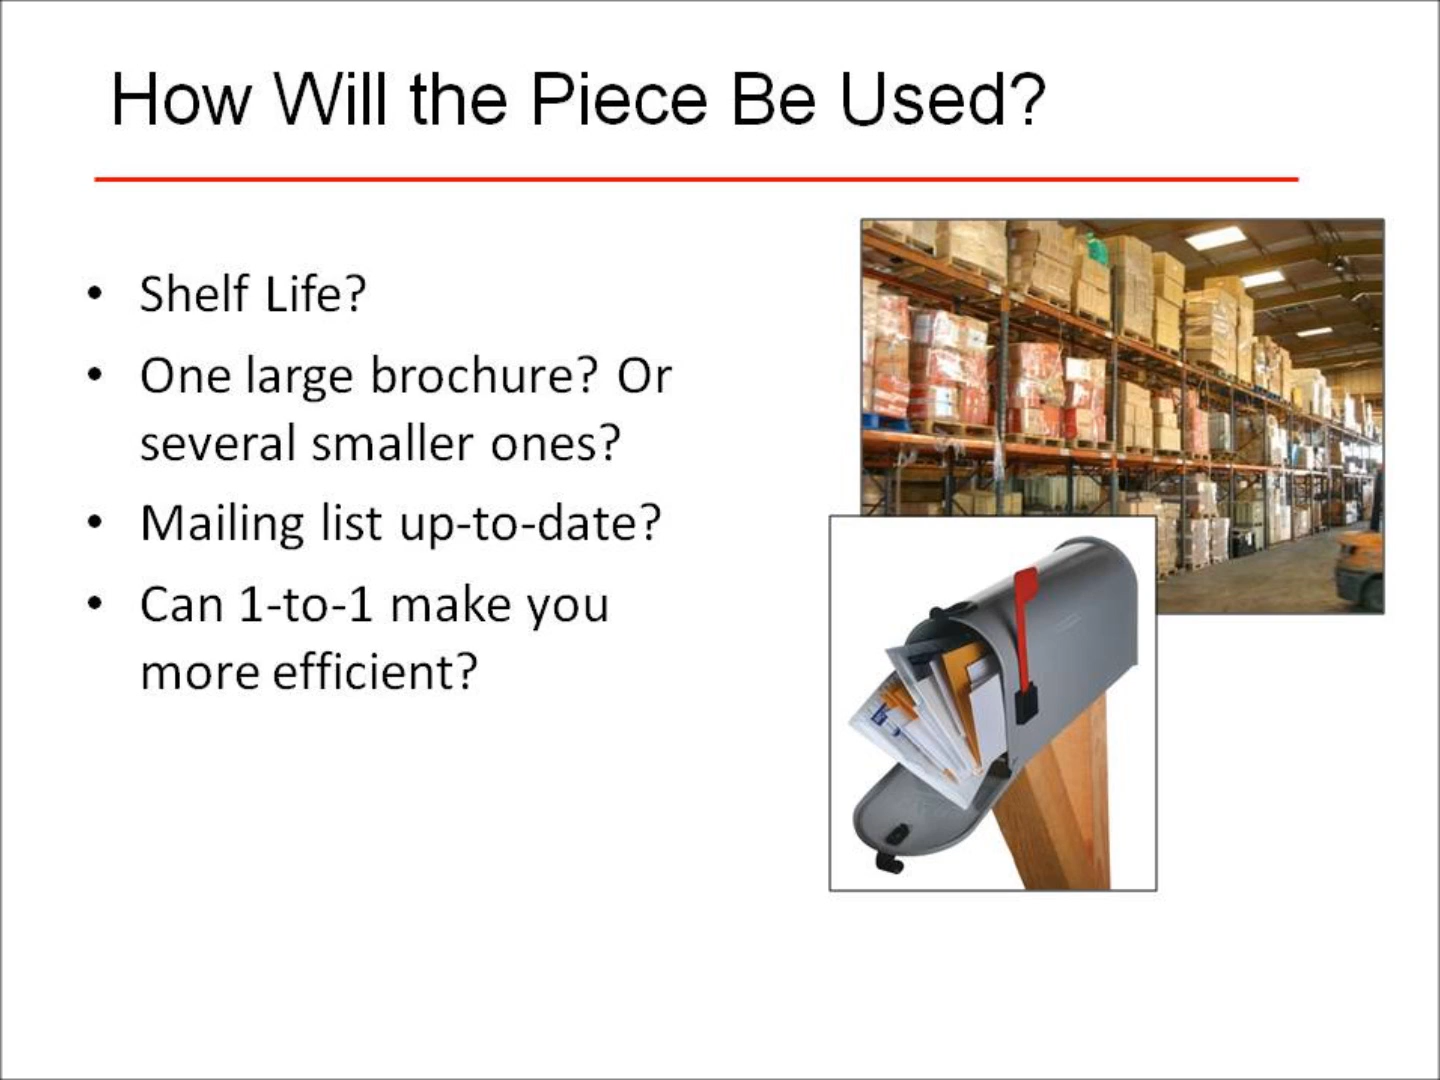 How Will the Piece Be Used?
• Shelf Life?
• One large brochure? Or
several smaller ones?
• Mailing list up-to-date?
• Can 1-to-1 make you
more efficient?